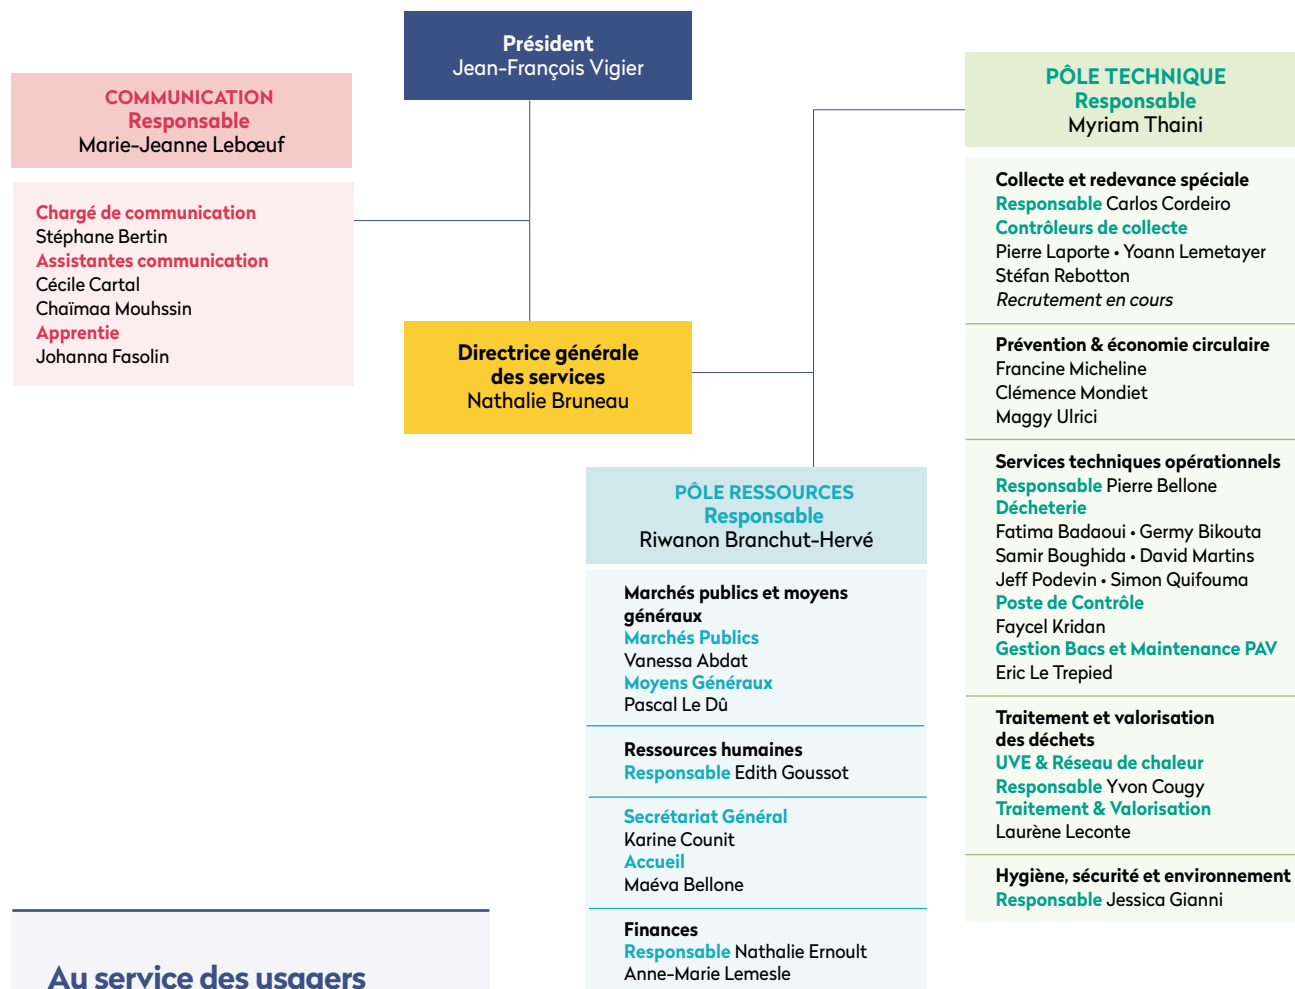 Président
Jean-François Vigier
COMMUNICATION
Responsable
Marie-Jeanne Lebœuf
Chargé de communication
Stéphane Bertin
Assistantes communication
Cécile Cartal
Chaïmaa Mouhssin
Apprentie
Johanna Fasolin
Directrice générale
des services
Nathalie Bruneau
PÔLE RESSOURCES
Responsable
Riwanon Branchut-Hervé
Marchés publics et moyens
généraux
Marchés Publics
Vanessa Abdat
Moyens Généraux
Pascal Le Dû
Ressources humaines
Responsable Edith Goussot
Secrétariat Général
Karine Counit
Accueil
Maéva Bellone
Finances
Responsable Nathalie Ernoult
Anne-Marie Lemesle
PÔLE TECHNIQUE
Responsable
Myriam Thaini
Collecte et redevance spéciale
Responsable Carlos Cordeiro
Contrôleurs de collecte
Pierre Laporte • Yoann Lemetayer
Stéfan Rebotton
Recrutement en cours
Prévention & économie circulaire
Francine Micheline
Clémence Mondiet
Maggy Ulrici
Services techniques opérationnels
Responsable Pierre Bellone
Décheterie
Fatima Badaoui • Germy Bikouta
Samir Boughida • David Martins
Jeff Podevin • Simon Quifouma
Poste de Contrôle
Faycel Kridan
Gestion Bacs et Maintenance PAV
Eric Le Trepied
Traitement et valorisation
des déchets
UVE & Réseau de chaleur
Responsable Yvon Cougy
Traitement & Valorisation
Laurène Leconte
Hygiène, sécurité et environnement
Responsable Jessica Gianni
Au service des usagers